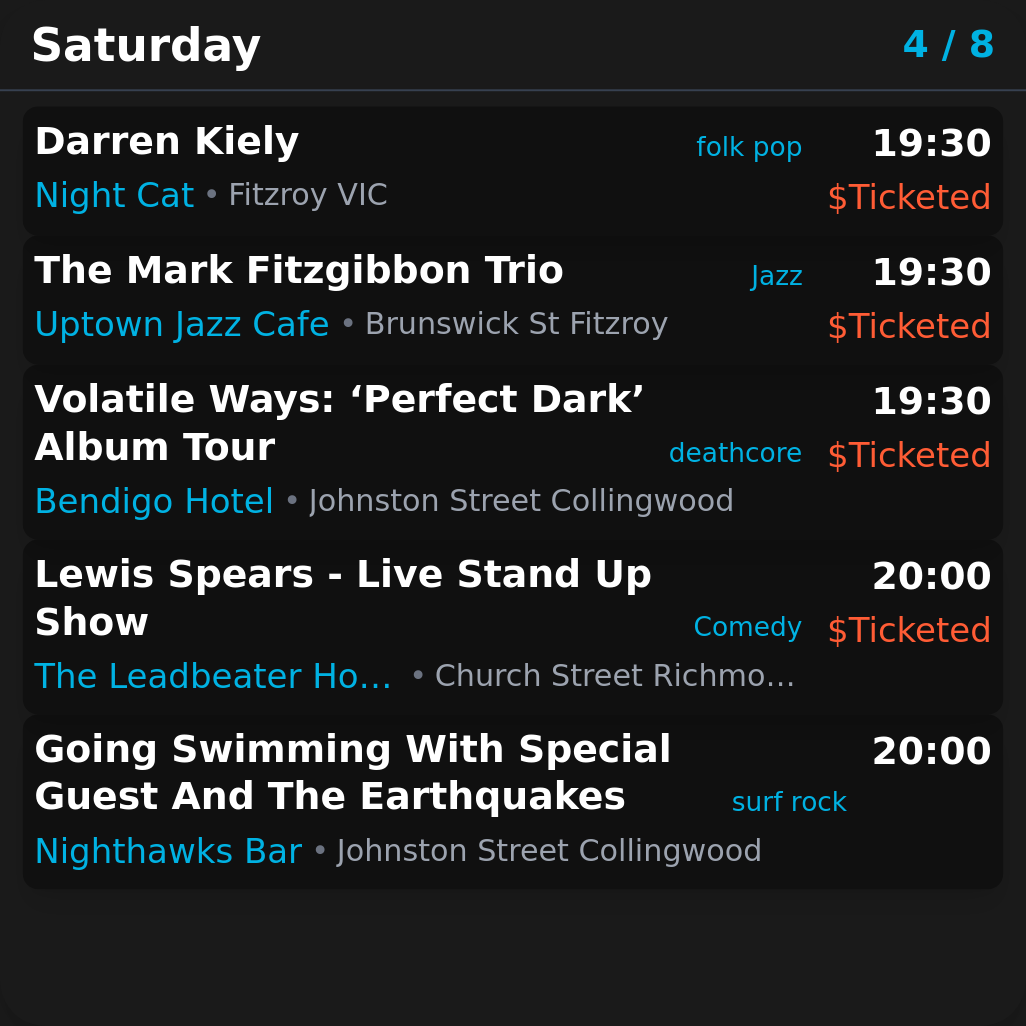 Saturday 4 / 8
Darren Kiely folk pop 19:30
Night Cat • Fitzroy VIC $Ticketed
The Mark Fitzgibbon Trio Jazz 19:30
Uptown Jazz Cafe • Brunswick St Fitzroy $Ticketed
Volatile Ways: ‘Perfect Dark’ 19:30
Album Tour deathcore $Ticketed
Bendigo Hotel • Johnston Street Collingwood
Lewis Spears - Live Stand Up 20:00
Show Comedy $Ticketed
The Leadbeater Ho… • Church Street Richmo…
Going Swimming With Special 20:00
Guest And The Earthquakes surf rock
Nighthawks Bar • Johnston Street Collingwood